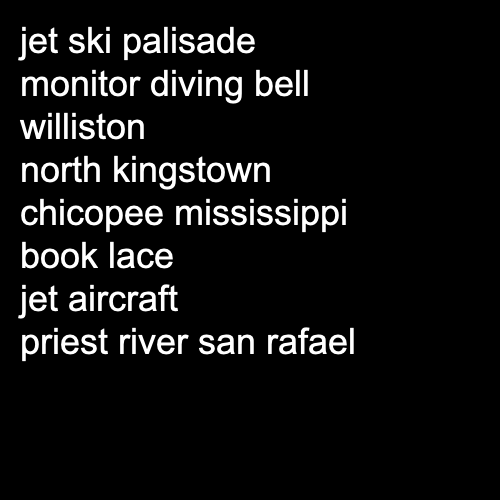 jet ski palisade
monitor diving bell
williston
north kingstown
chicopee mississippi
book lace
jet aircraft
priest river san rafael